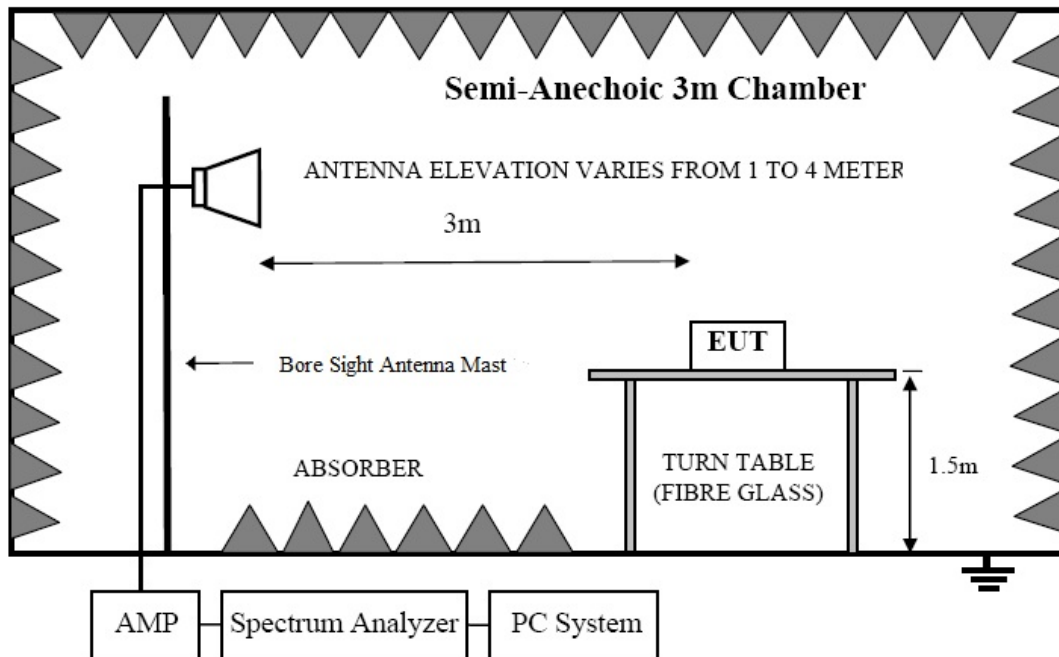 Semi-Anechoic 3m Chamber
ANTENNA ELEVATION VARIES FROM 1 TO 4 METER
3m
EUT
Bore Sight Antenna Mast
ABSORBER
TURN TABLE
(FIBRE GLASS)
1.5m
AMP
Spectrum Analyzer
PC System